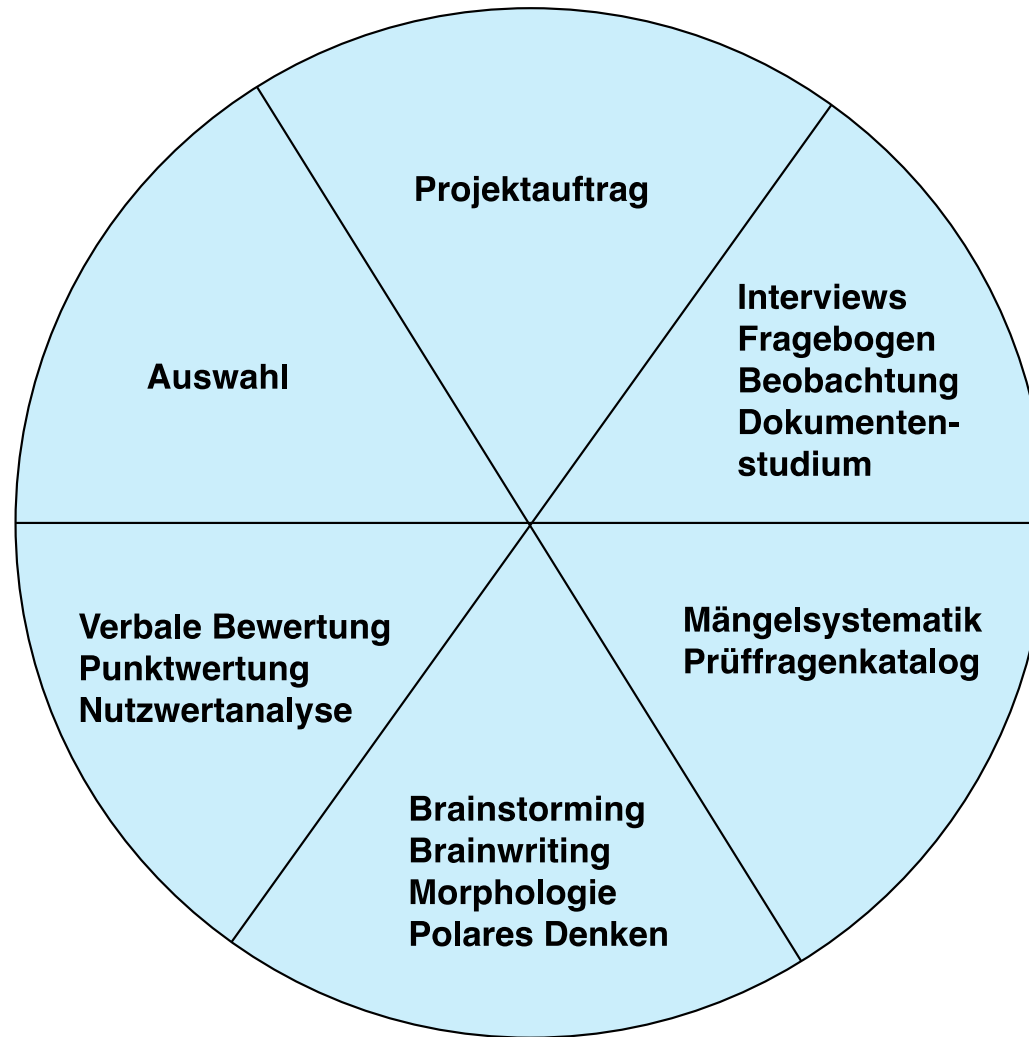 Projektauftrag
Interviews
Fragebogen
Beobachtung
Dokumenten-
studium
Auswahl
Mängelsystematik
Prüffragenkatalog
Verbale Bewertung
Punktwertung
Nutzwertanalyse
Brainstorming
Brainwriting
Morphologie
Polares Denken